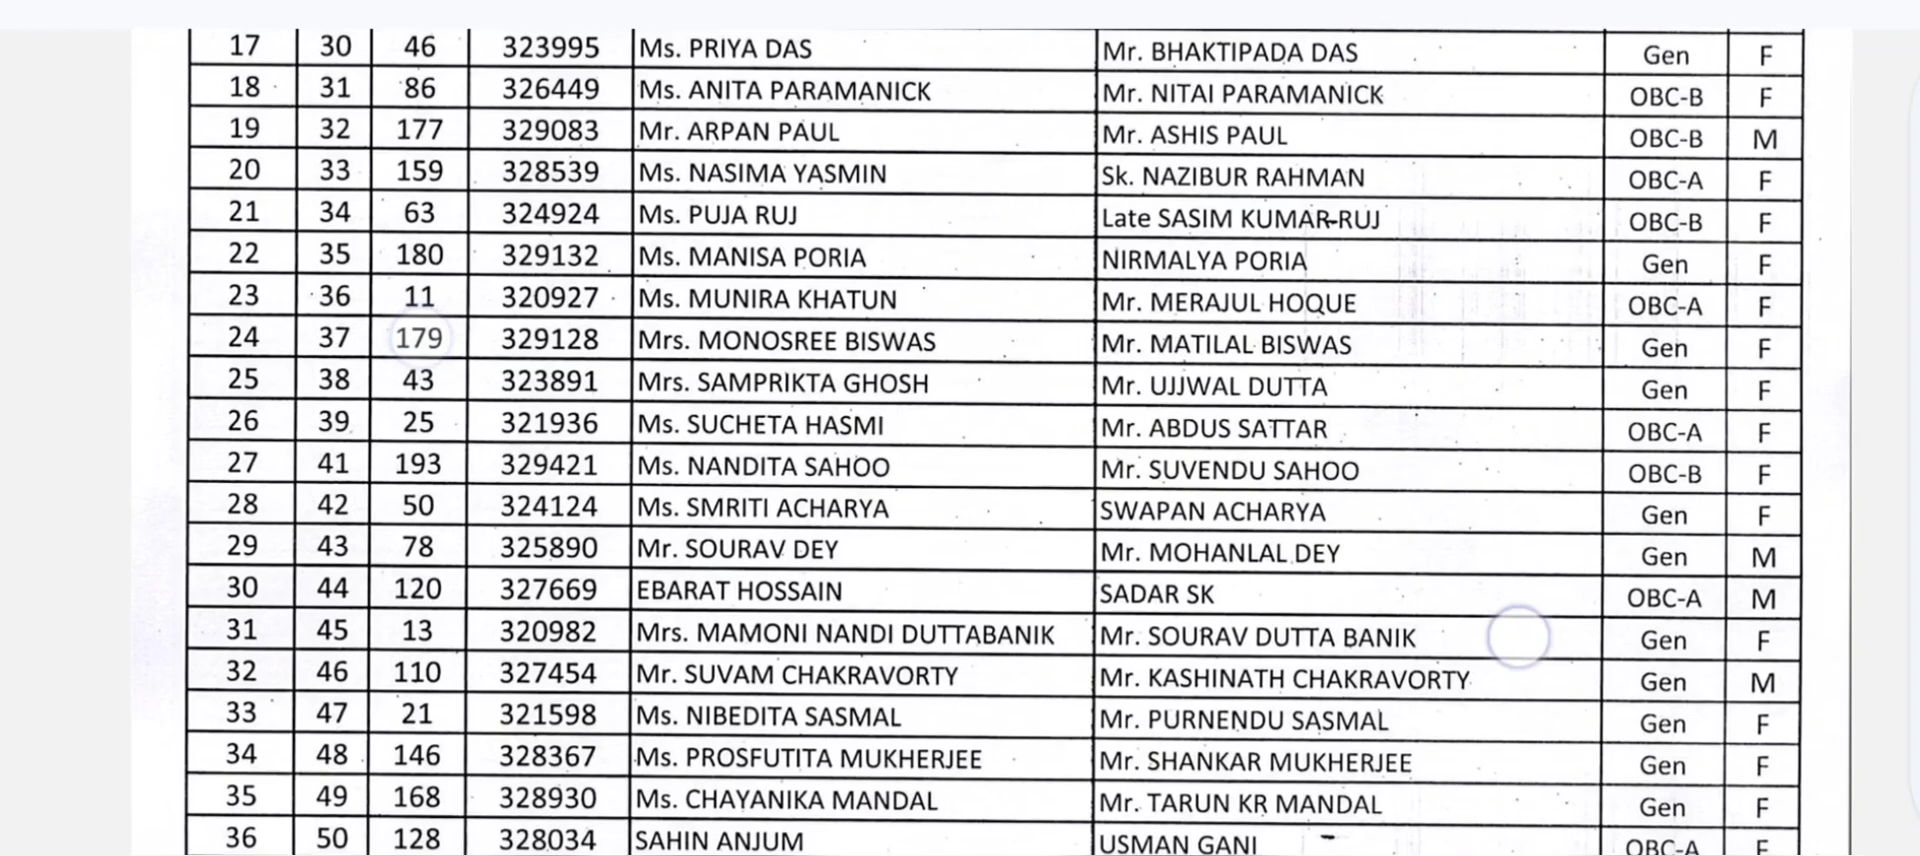 17 30 46 323995 Ms. PRIYA DAS Mr. BHAKTIPADA DAS Gen F
18 31 86 326449 Ms. ANITA PARAMANICK Mr. NITAI PARAMANICK OBC-B F
19 32 177 329083 Mr. ARPAN PAUL Mr. ASHIS PAUL OBC-B M
20 33 159 328539 Ms. NASIMA YASMIN Sk. NAZIBUR RAHMAN OBC-A F
21 34 63 324924 Ms. PUJA RUJ Late SASIM KUMAR RUJ OBC-B F
22 35 180 329132 Ms. MANISA PORIA NIRMALYA PORIA Gen F
23 36 11 320927 Ms. MUNIRA KHATUN Mr. MERAJUL HOQUE OBC-A F
24 37 179 329128 Mrs. MONOSREE BISWAS Mr. MATILAL BISWAS Gen F
25 38 43 323891 Mrs. SAMPRIKTA GHOSH Mr. UJJWAL DUTTA Gen F
26 39 25 321936 Ms. SUCHETA HASMI Mr. ABDUS SATTAR OBC-A F
27 41 193 329421 Ms. NANDITA SAHOO Mr. SUVENDU SAHOO OBC-B F
28 42 50 324124 Ms. SMRITI ACHARYA SWAPAN ACHARYA Gen F
29 43 78 325890 Mr. SOURAV DEY Mr. MOHANLAL DEY Gen M
30 44 120 327669 EBARAT HOSSAIN SADAR SK OBC-A M
31 45 13 320982 Mrs. MAMONI NANDI DUTTABANIK Mr. SOURAV DUTTA BANIK Gen F
32 46 110 327454 Mr. SUVAM CHAKRAVORTY Mr. KASHINATH CHAKRAVORTY Gen M
33 47 21 321598 Ms. NIBEDITA SASMAL Mr. PURNENDU SASMAL Gen F
34 48 146 328367 Ms. PROSFUTITA MUKHERJEE Mr. SHANKAR MUKHERJEE Gen F
35 49 168 328930 Ms. CHAYANIKA MANDAL Mr. TARUN KR MANDAL Gen F
36 50 128 328034 SAHIN ANJUM USMAN GANI OBC-A F